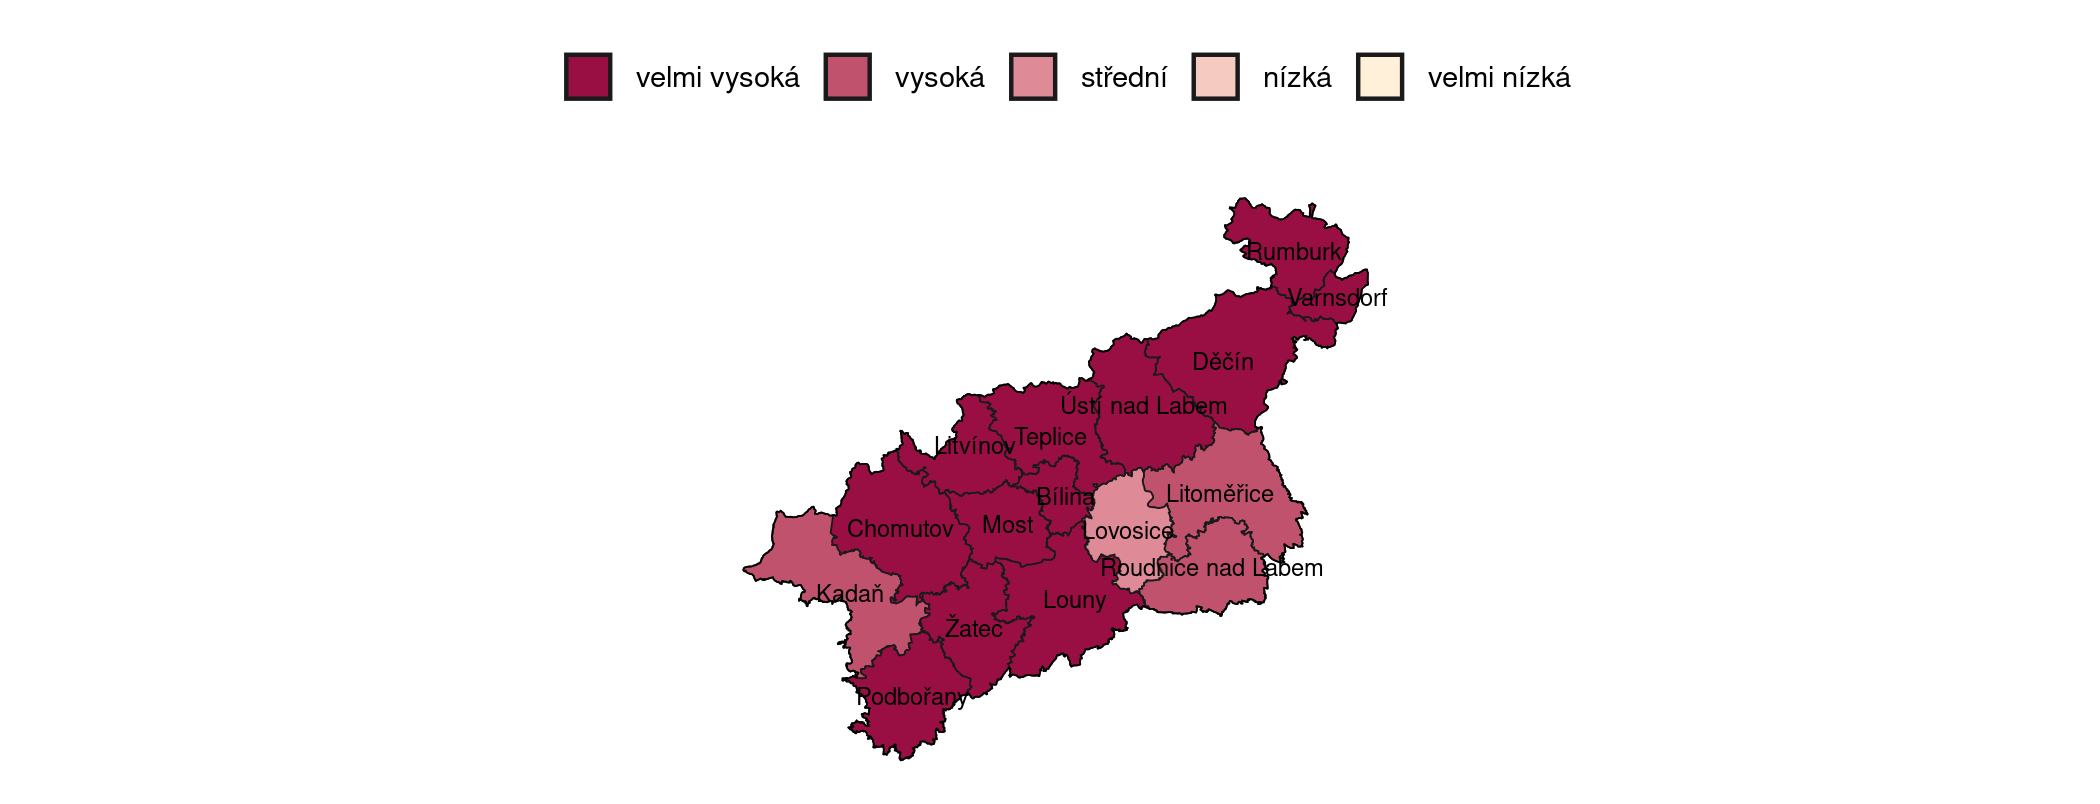 velmi vysoká
vysoká
střední
nízká
velmi nízká
Rumburk
Varnsdorf
Děčín
Ústí nad Labem
Teplice
Litvínov
Litoměřice
Bílina
Most
Chomutov
Lovosice
Roudnice nad Labem
Kadaň
Louny
Žatec
Podbořany